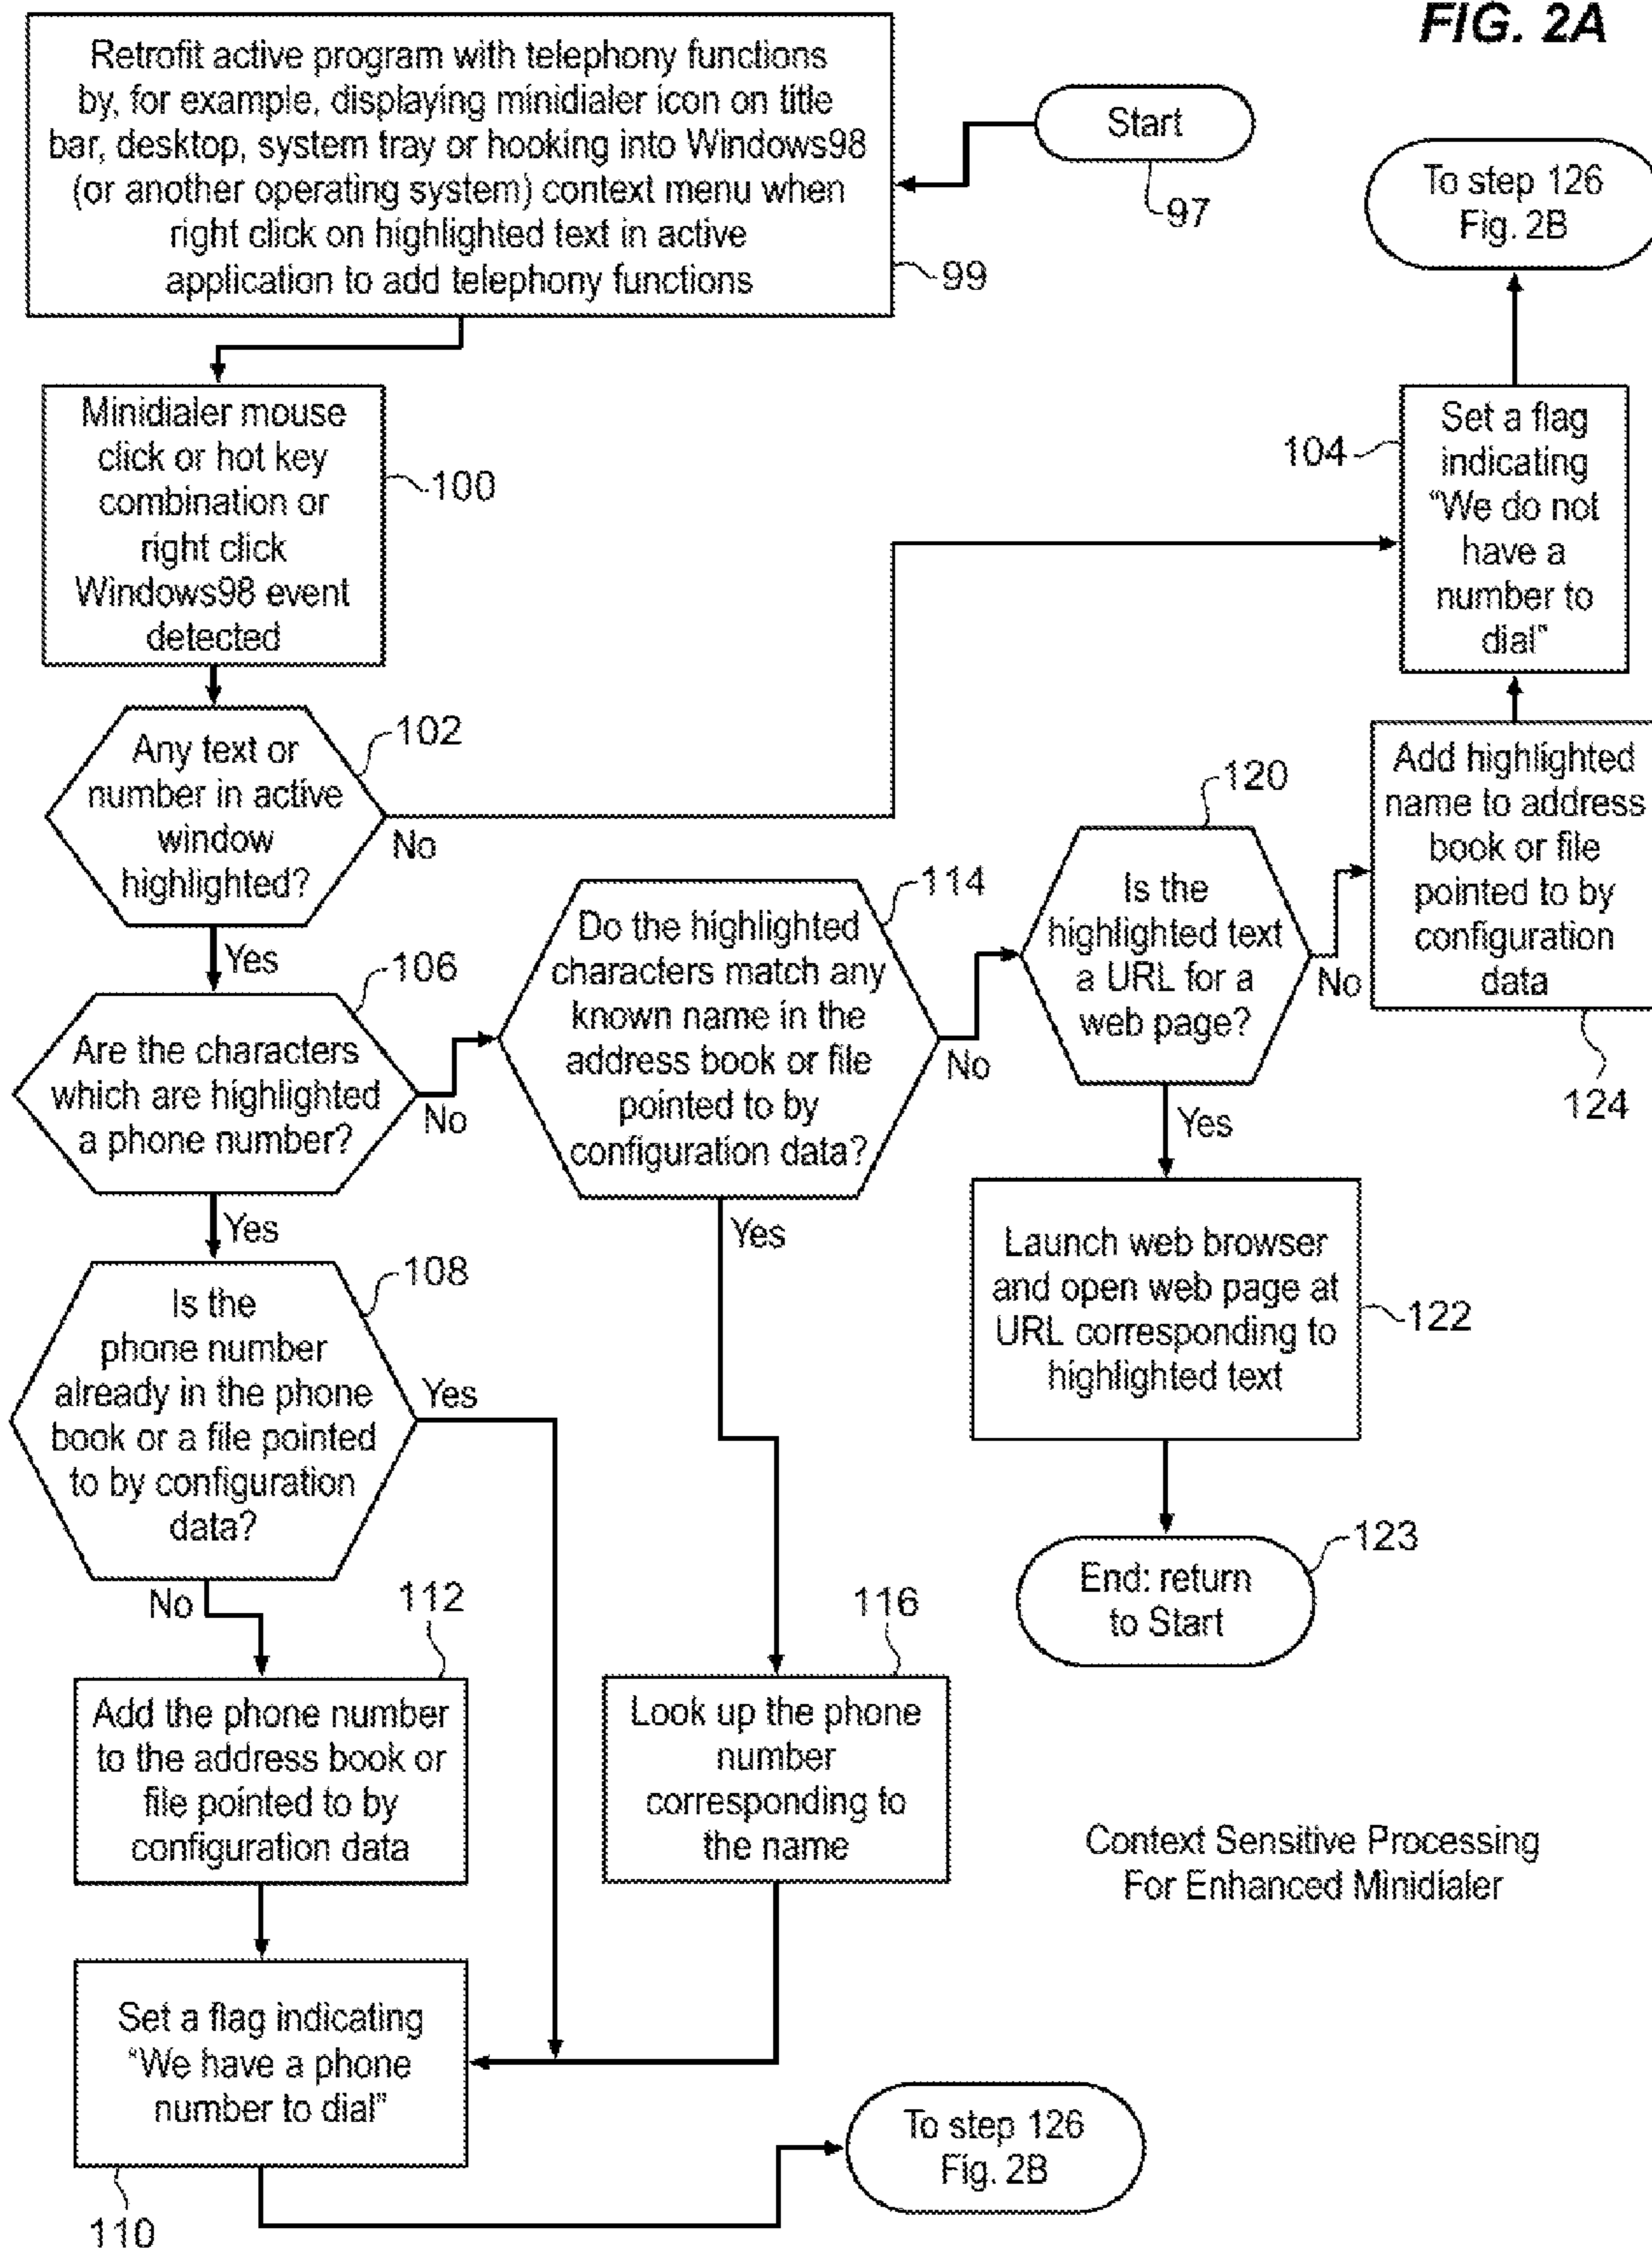 FIG. 2A
Retrofit active program with telephony functions
by, for example, displaying minidialer icon on title
bar, desktop, system tray or hooking into Windows98
(or another operating system) context menu when
right click on highlighted text in active
application to add telephony functions
99
Start
97
To step 126
Fig. 2B
Minidialer mouse
click or hot key
combination or
right click
Windows98 event
detected
100
104
Set a flag
indicating
“We do not
have a
number to
dial”
Any text or
number in active
window
highlighted?
102
No
Yes
Are the characters
which are highlighted
a phone number?
106
No
Yes
Do the highlighted
characters match any
known name in the
address book or file
pointed to by
configuration data?
114
No
Yes
Is the
highlighted text
a URL for a
web page?
120
No
Yes
Add highlighted
name to address
book or file
pointed to by
configuration
data
124
Launch web browser
and open web page at
URL corresponding to
highlighted text
122
End: return
to Start
123
Is the
phone number
already in the phone
book or a file pointed
to by configuration
data?
108
Yes
No
Add the phone number
to the address book or
file pointed to by
configuration data
112
Look up the phone
number
corresponding to
the name
116
Context Sensitive Processing
For Enhanced Minidialer
Set a flag indicating
“We have a phone
number to dial”
110
To step 126
Fig. 2B